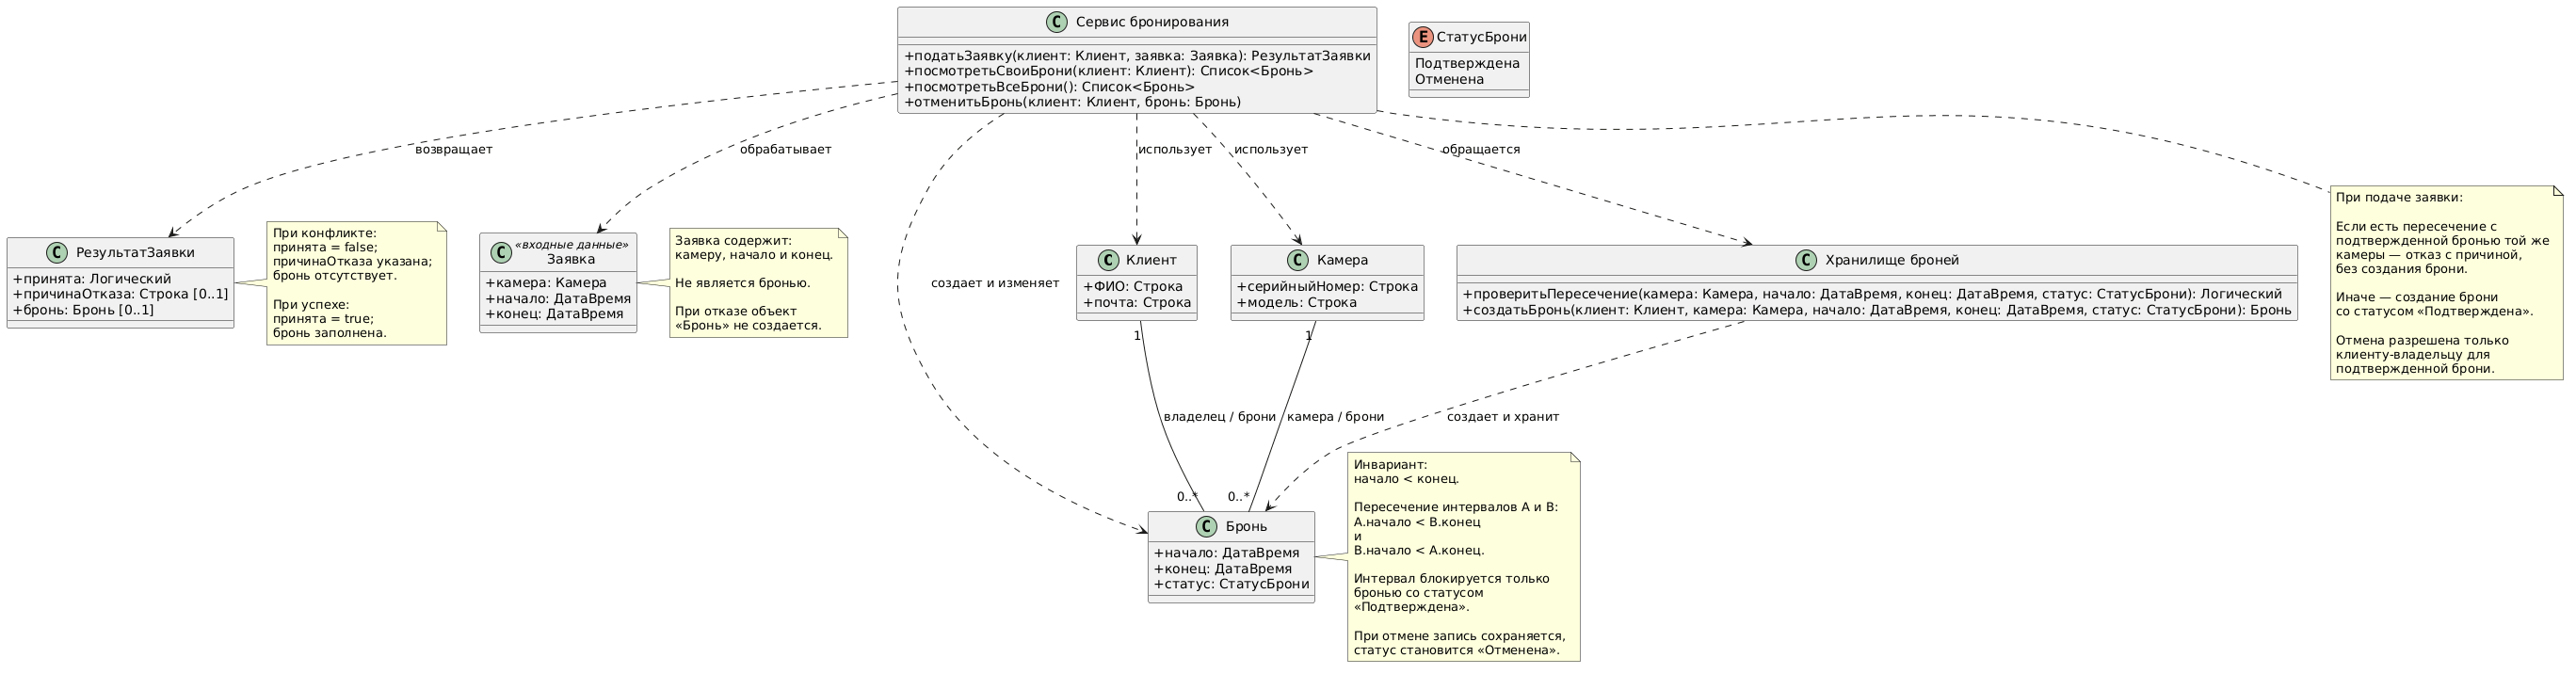 Сервис бронирования
+податьЗаявку(клиент: Клиент, заявка: Заявка): РезультатЗаявки
+посмотретьСвоиБрони(клиент: Клиент): Список<Бронь>
+посмотретьВсеБрони(): Список<Бронь>
+отменитьБронь(клиент: Клиент, бронь: Бронь)
СтатусБрони
Подтверждена
Отменена
возвращает
обрабатывает
использует
использует
обращается
РезультатЗаявки
+принята: Логический
+причинаОтказа: Строка [0..1]
+бронь: Бронь [0..1]
При конфликте:
принята = false;
причинаОтказа указана;
бронь отсутствует.
При успехе:
принята = true;
бронь заполнена.
«входные данные»
Заявка
+камера: Камера
+начало: ДатаВремя
+конец: ДатаВремя
Заявка содержит:
камеру, начало и конец.
Не является бронью.
При отказе объект
«Бронь» не создается.
создает и изменяет
Клиент
+ФИО: Строка
+почта: Строка
Камера
+серийныйНомер: Строка
+модель: Строка
Хранилище броней
+проверитьПересечение(камера: Камера, начало: ДатаВремя, конец: ДатаВремя, статус: СтатусБрони): Логический
+создатьБронь(клиент: Клиент, камера: Камера, начало: ДатаВремя, конец: ДатаВремя, статус: СтатусБрони): Бронь
При подаче заявки:
Если есть пересечение с
подтвержденной бронью той же
камеры — отказ с причиной,
без создания брони.
Иначе — создание брони
со статусом «Подтверждена».
Отмена разрешена только
клиенту-владельцу для
подтвержденной брони.
1
1
владелец / брони
камера / брони
создает и хранит
0..*
0..*
Бронь
+начало: ДатаВремя
+конец: ДатаВремя
+статус: СтатусБрони
Инвариант:
начало < конец.
Пересечение интервалов A и B:
A.начало < B.конец
и
B.начало < A.конец.
Интервал блокируется только
бронью со статусом
«Подтверждена».
При отмене запись сохраняется,
статус становится «Отменена».